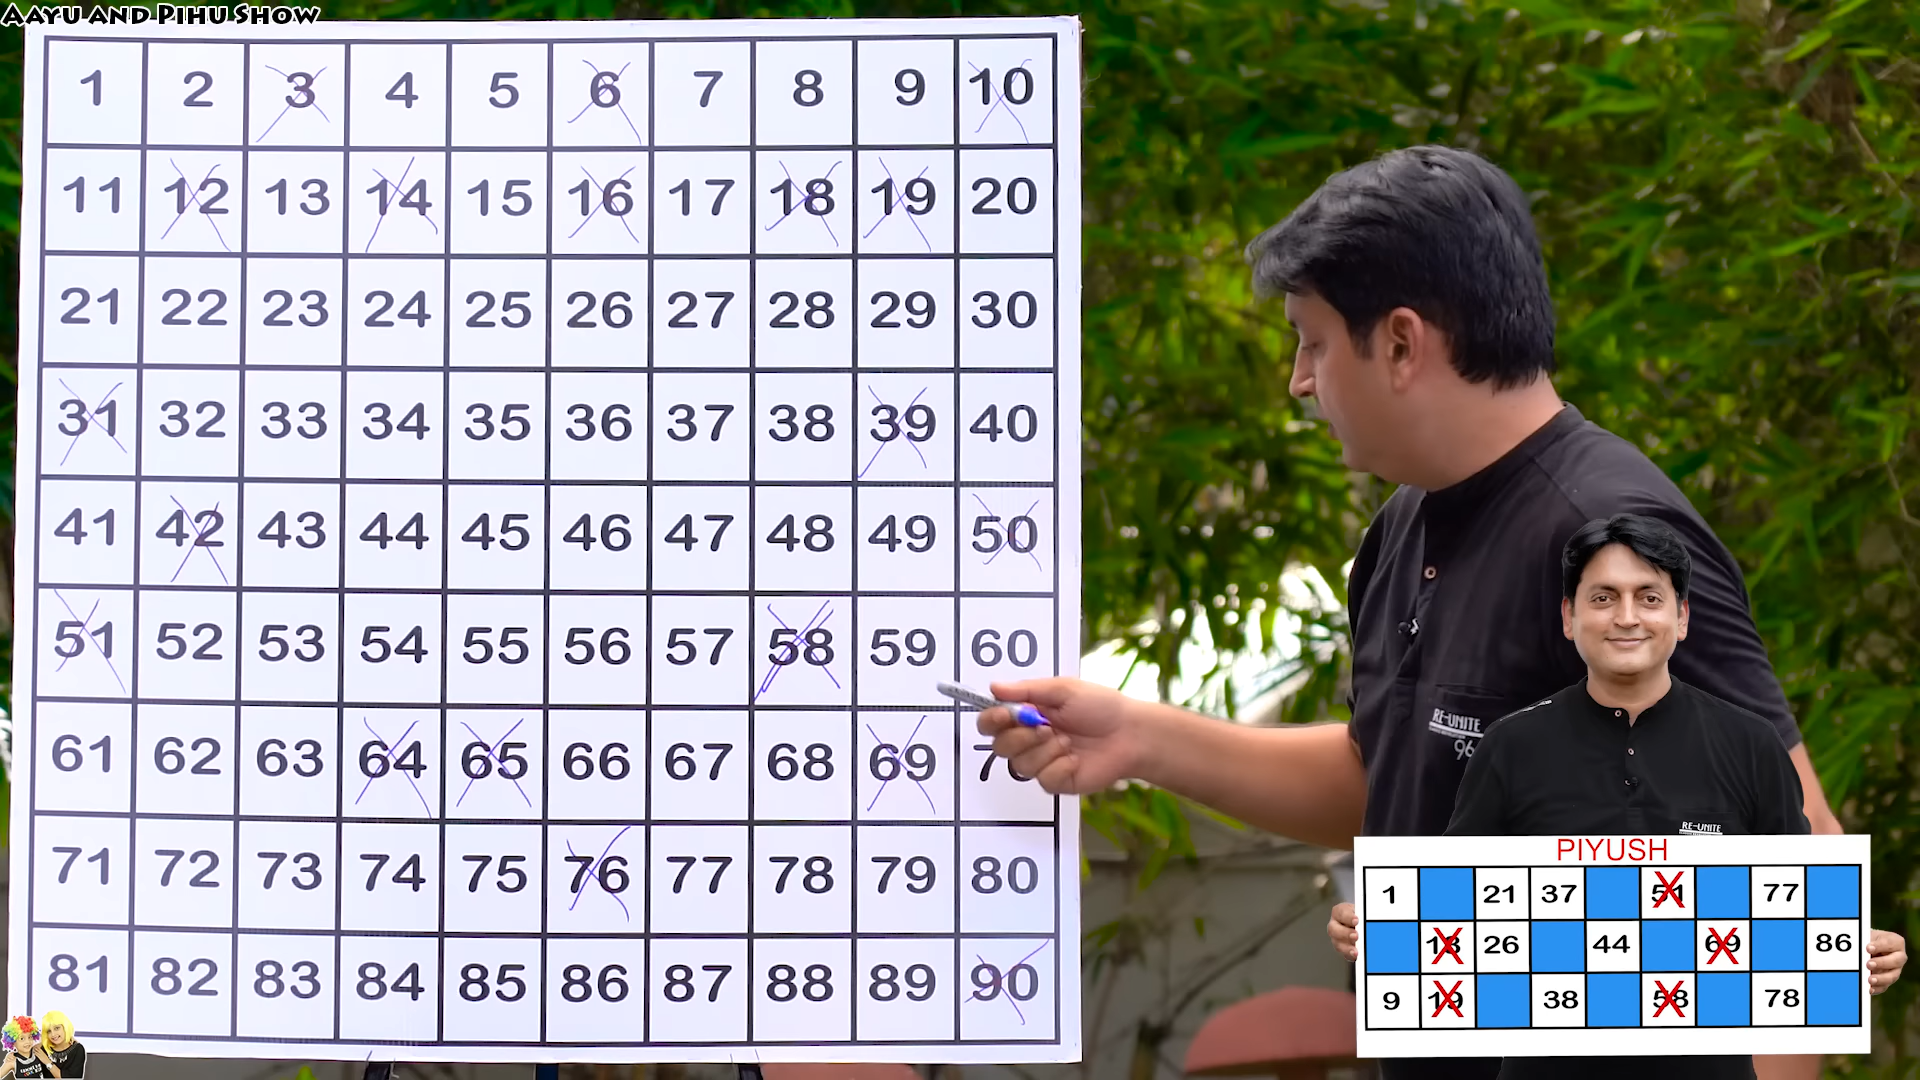 AAYU AND PIHU SHOW
1 2 3 4 5 6 7 8 9 10
11 12 13 14 15 16 17 18 19 20
21 22 23 24 25 26 27 28 29 30
31 32 33 34 35 36 37 38 39 40
41 42 43 44 45 46 47 48 49 50
51 52 53 54 55 56 57 58 59 60
61 62 63 64 65 66 67 68 69 70
71 72 73 74 75 76 77 78 79 80
81 82 83 84 85 86 87 88 89 90
RE-UNITE
96
RE-UNITE
PIYUSH
1 21 37 51 77
18 26 44 69 86
9 19 38 58 78